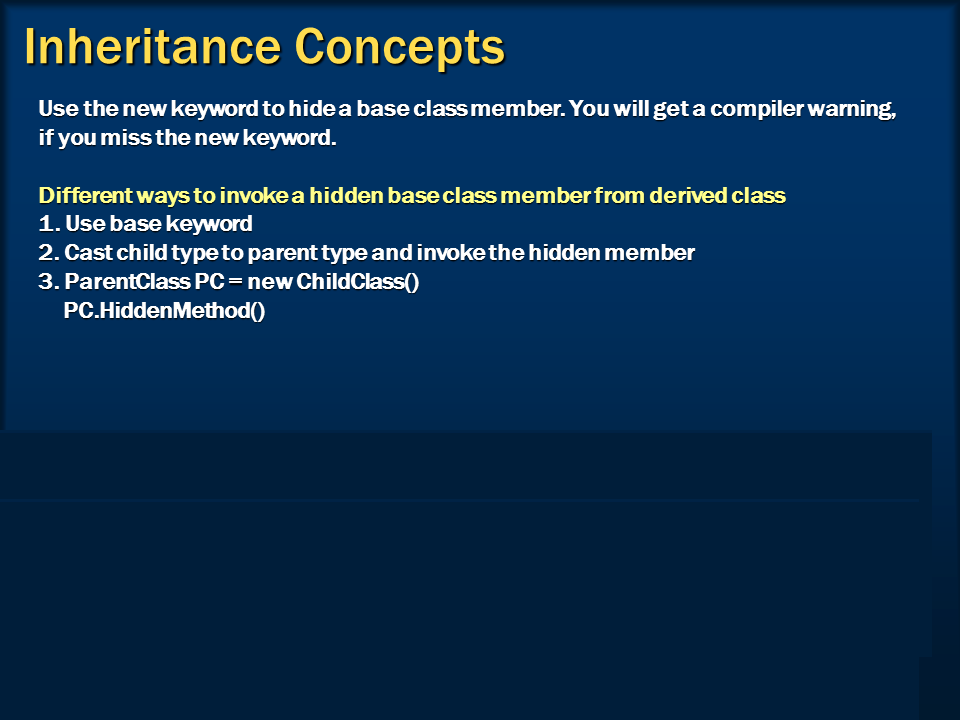 Inheritance Concepts
Use the new keyword to hide a base class member. You will get a compiler warning,
if you miss the new keyword.
Different ways to invoke a hidden base class member from derived class
1. Use base keyword
2. Cast child type to parent type and invoke the hidden member
3. ParentClass PC = new ChildClass()
PC.HiddenMethod()